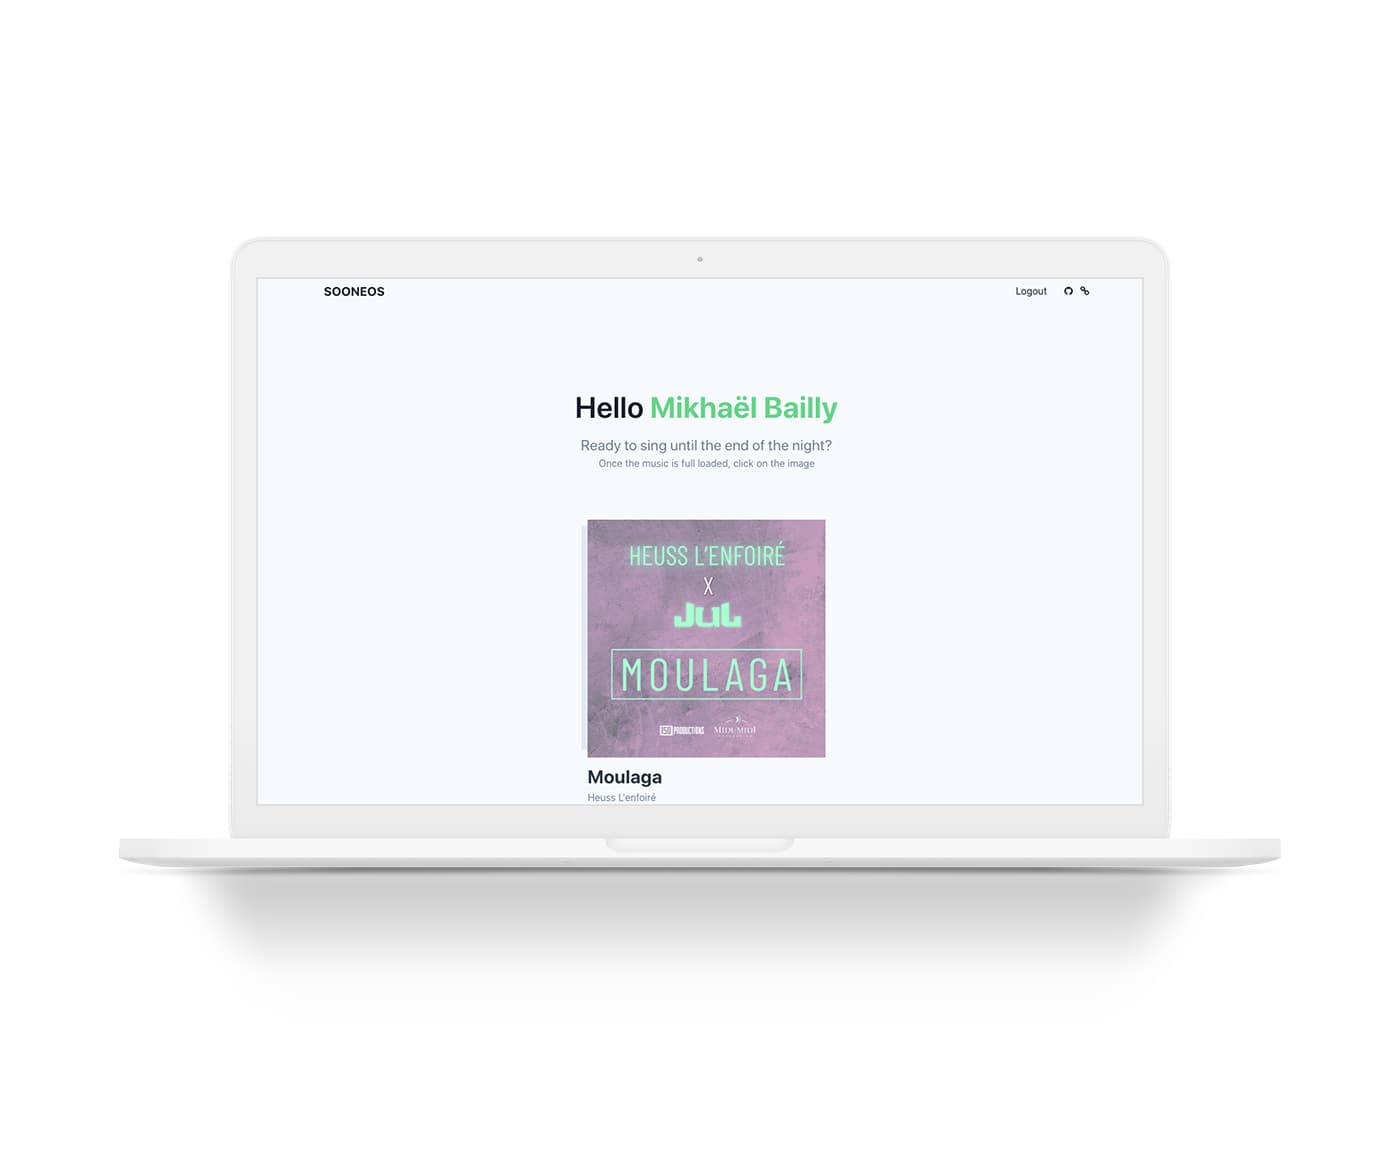 SOONEOS
Logout
Hello Mikhaël Bailly
Ready to sing until the end of the night?
Once the music is full loaded, click on the image
HEUSS L'ENFOIRÉ
X
JUL
MOULAGA
150 PRODUCTIONS
MIDI/MIDI
Moulaga
Heuss L'enfoiré